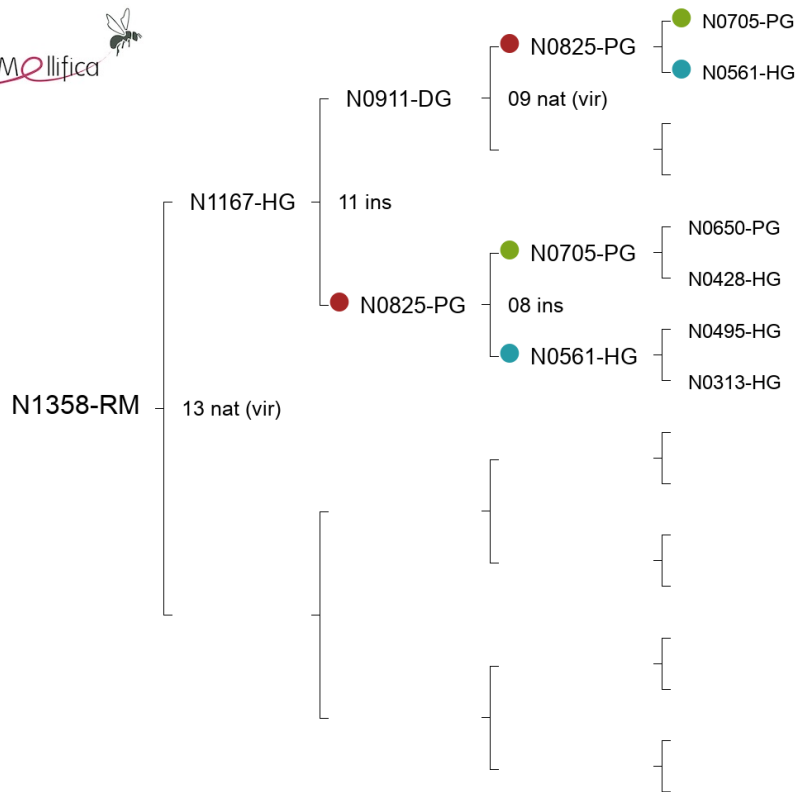 Mellifica
N0705-PG
N0825-PG
N0561-HG
N0911-DG
09 nat (vir)
N1167-HG
11 ins
N0650-PG
N0705-PG
N0428-HG
N0825-PG
08 ins
N0495-HG
N0561-HG
N0313-HG
N1358-RM
13 nat (vir)